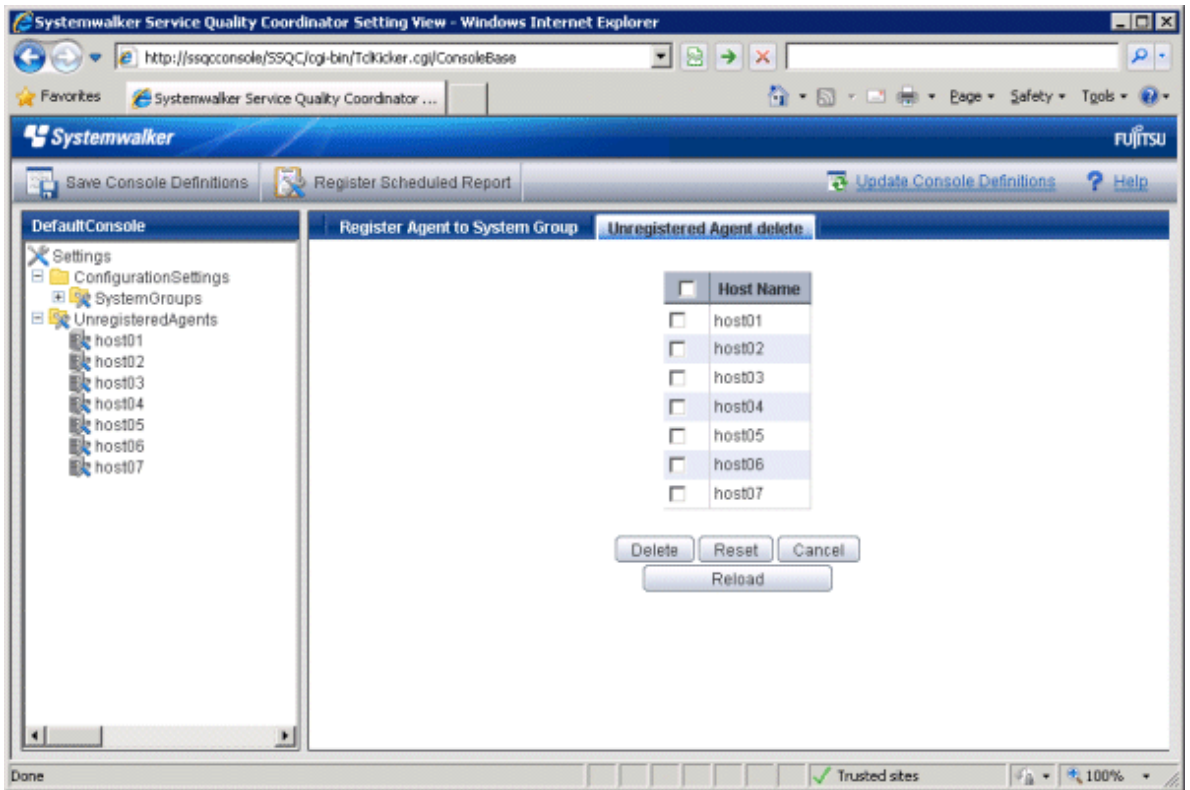 Systemwalker Service Quality Coordinator Setting View - Windows Internet Explorer
http://ssqcconsole/SSQC/cgi-bin/TclKicker.cgi/ConsoleBase
Favorites Systemwalker Service Quality Coordinator ... Page Safety Tools
Systemwalker FUJITSU
Save Console Definitions Register Scheduled Report Update Console Definitions ? Help
DefaultConsole Register Agent to System Group Unregistered Agent delete
Settings
ConfigurationSettings
SystemGroups
UnregisteredAgents
host01
host02
host03
host04
host05
host06
host07
Host Name
host01
host02
host03
host04
host05
host06
host07
Delete Reset Cancel
Reload
Done Trusted sites 100%